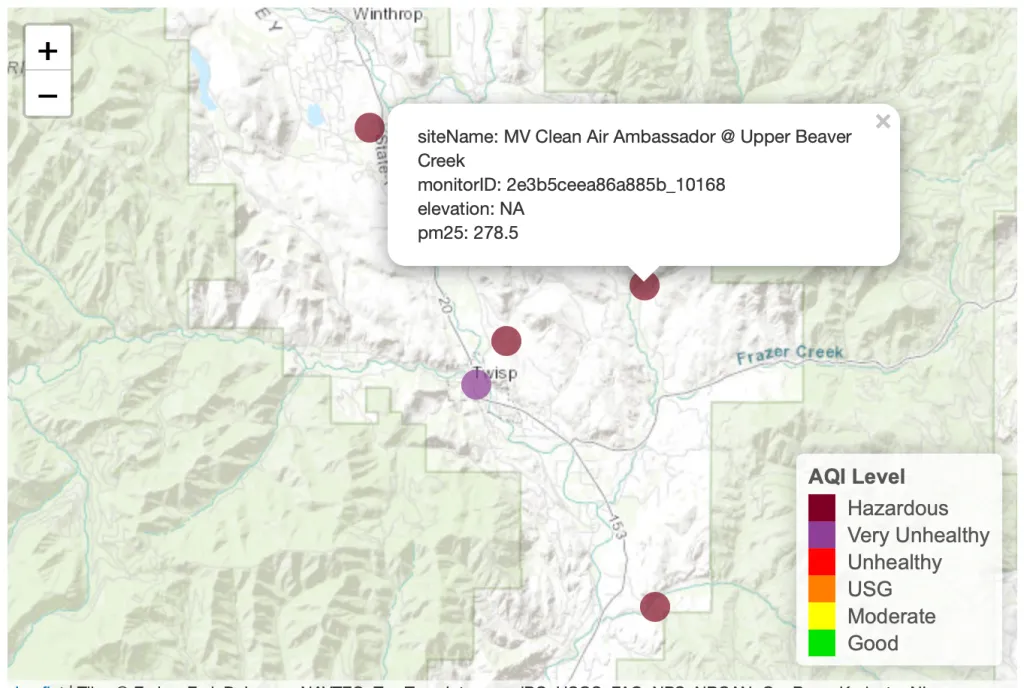 Winthrop
E Y
+
−
State
siteName: MV Clean Air Ambassador @ Upper Beaver
Creek
monitorID: 2e3b5ceea86a885b_10168
elevation: NA
pm25: 278.5
×
20
Frazer Creek
Twisp
153
AQI Level
Hazardous
Very Unhealthy
Unhealthy
USG
Moderate
Good